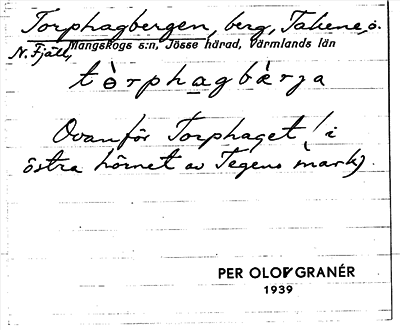 Torphagbergen, berg, Takene, ö.
N. Fjäll,
Mangskogs s:n, Jösse härad, Värmlands län
tèrphagbærja
Ovanför Torphaget (i
östra hörnet av Tegens mark).
PER OLOF GRANÉR
1939